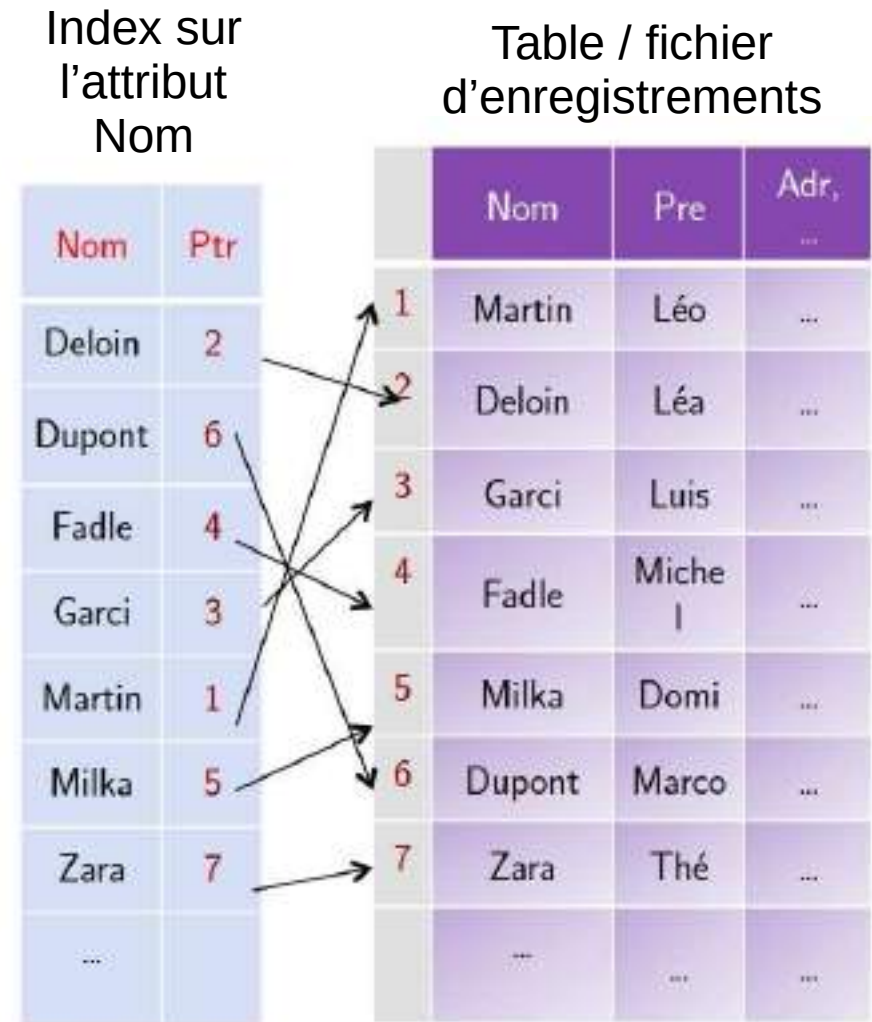 Index sur
l’attribut
Nom
Nom Ptr
Deloin 2
Dupont 6
Fadle 4
Garci 3
Martin 1
Milka 5
Zara 7
...
Table / fichier
d’enregistrements
Nom Pre Adr,
...
1 Martin Léo ...
2 Deloin Léa ...
3 Garci Luis ...
4 Fadle Miche
l ...
5 Milka Domi ...
6 Dupont Marco ...
7 Zara Thé ...
... ... ...